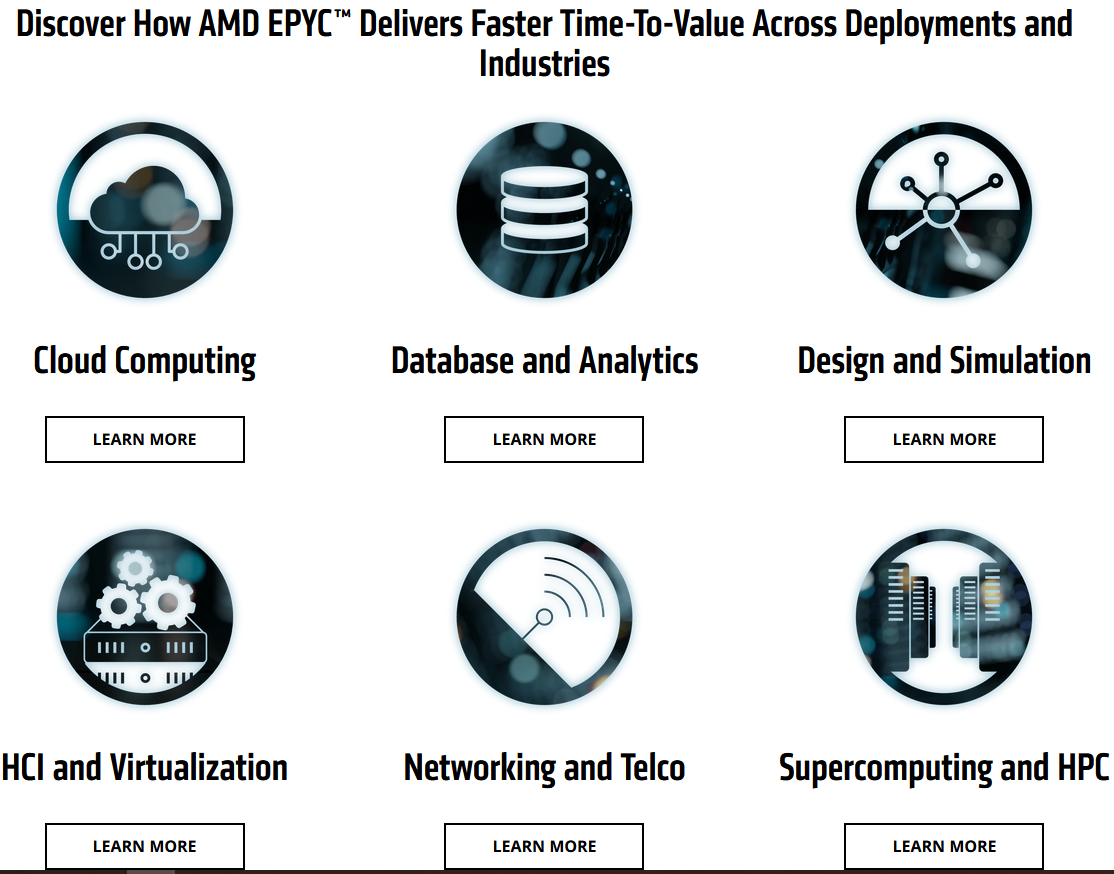 Discover How AMD EPYC™ Delivers Faster Time-To-Value Across Deployments and
Industries
Cloud Computing
Database and Analytics
Design and Simulation
LEARN MORE
LEARN MORE
LEARN MORE
HCI and Virtualization
Networking and Telco
Supercomputing and HPC
LEARN MORE
LEARN MORE
LEARN MORE